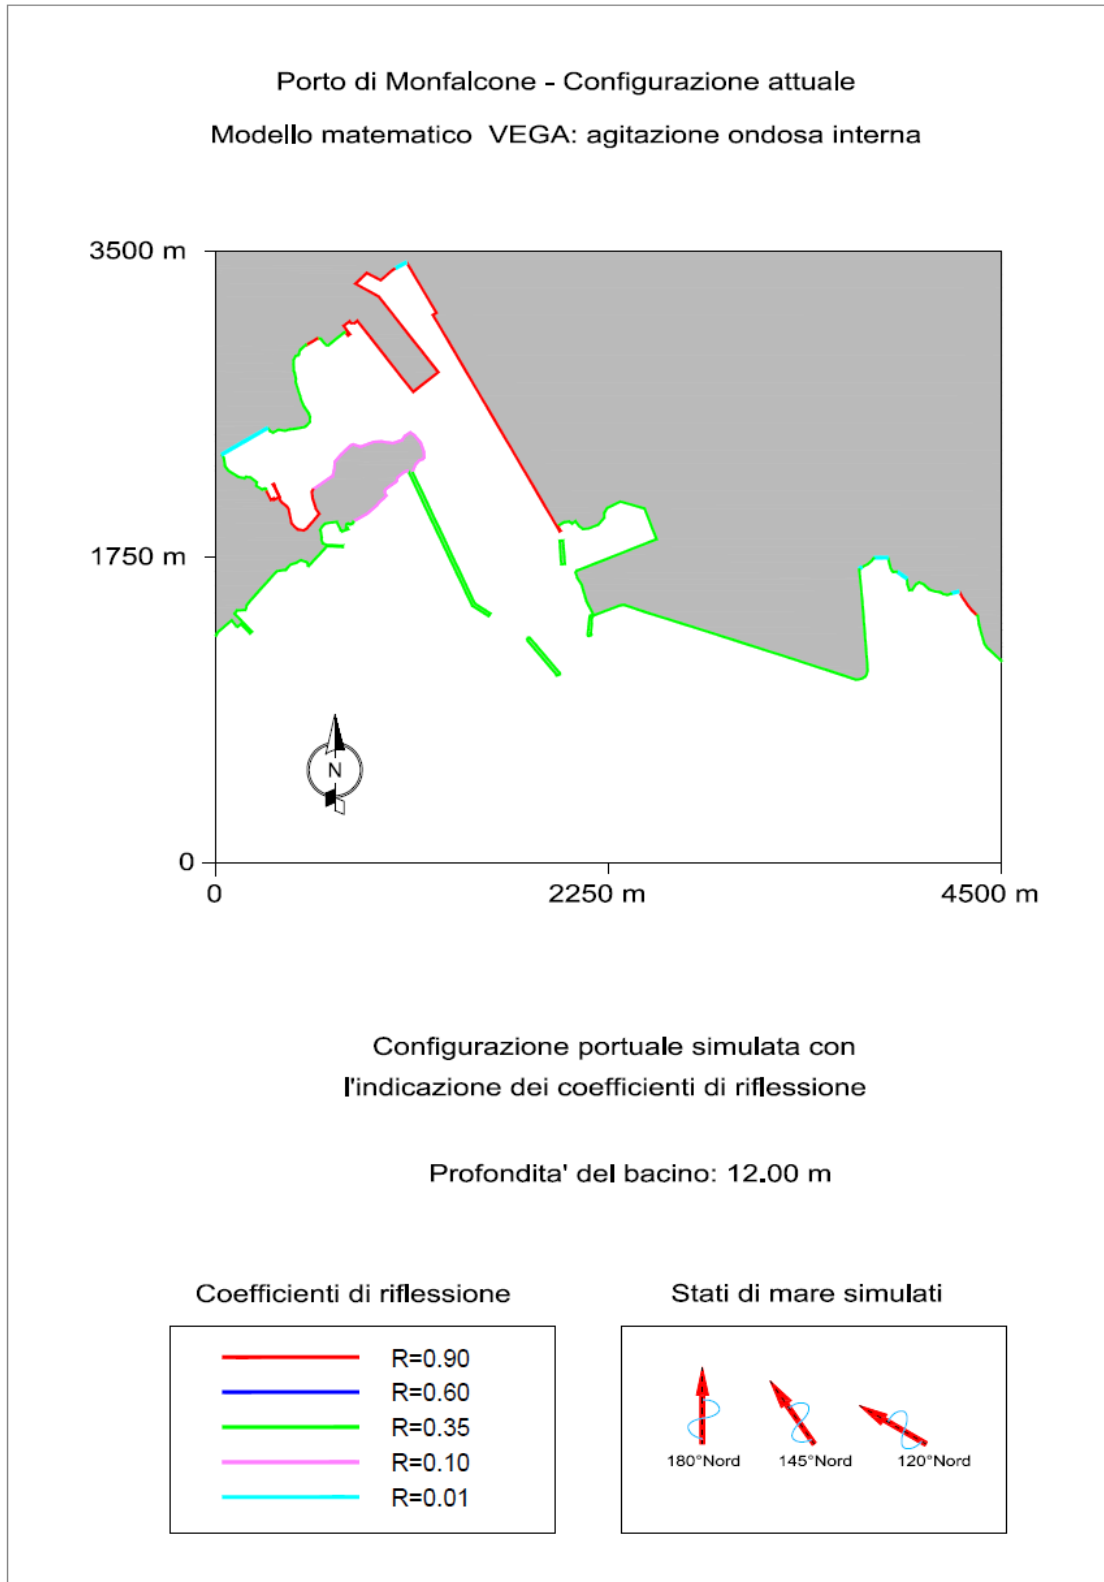 Porto di Monfalcone - Configurazione attuale
Modello matematico VEGA: agitazione ondosa interna
3500 m
1750 m
N
0
0
2250 m
4500 m
Configurazione portuale simulata con
l'indicazione dei coefficienti di riflessione
Profondita' del bacino: 12.00 m
Coefficienti di riflessione
R=0.90
R=0.60
R=0.35
R=0.10
R=0.01
Stati di mare simulati
180°Nord
145°Nord
120°Nord